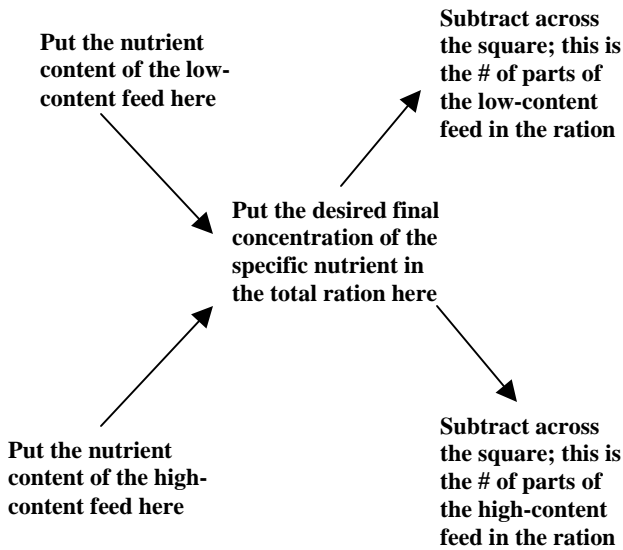 Put the nutrient
content of the low-
content feed here
Subtract across
the square; this is
the # of parts of
the low-content
feed in the ration
Put the desired final
concentration of the
specific nutrient in
the total ration here
Put the nutrient
content of the high-
content feed here
Subtract across
the square; this is
the # of parts of
the high-content
feed in the ration